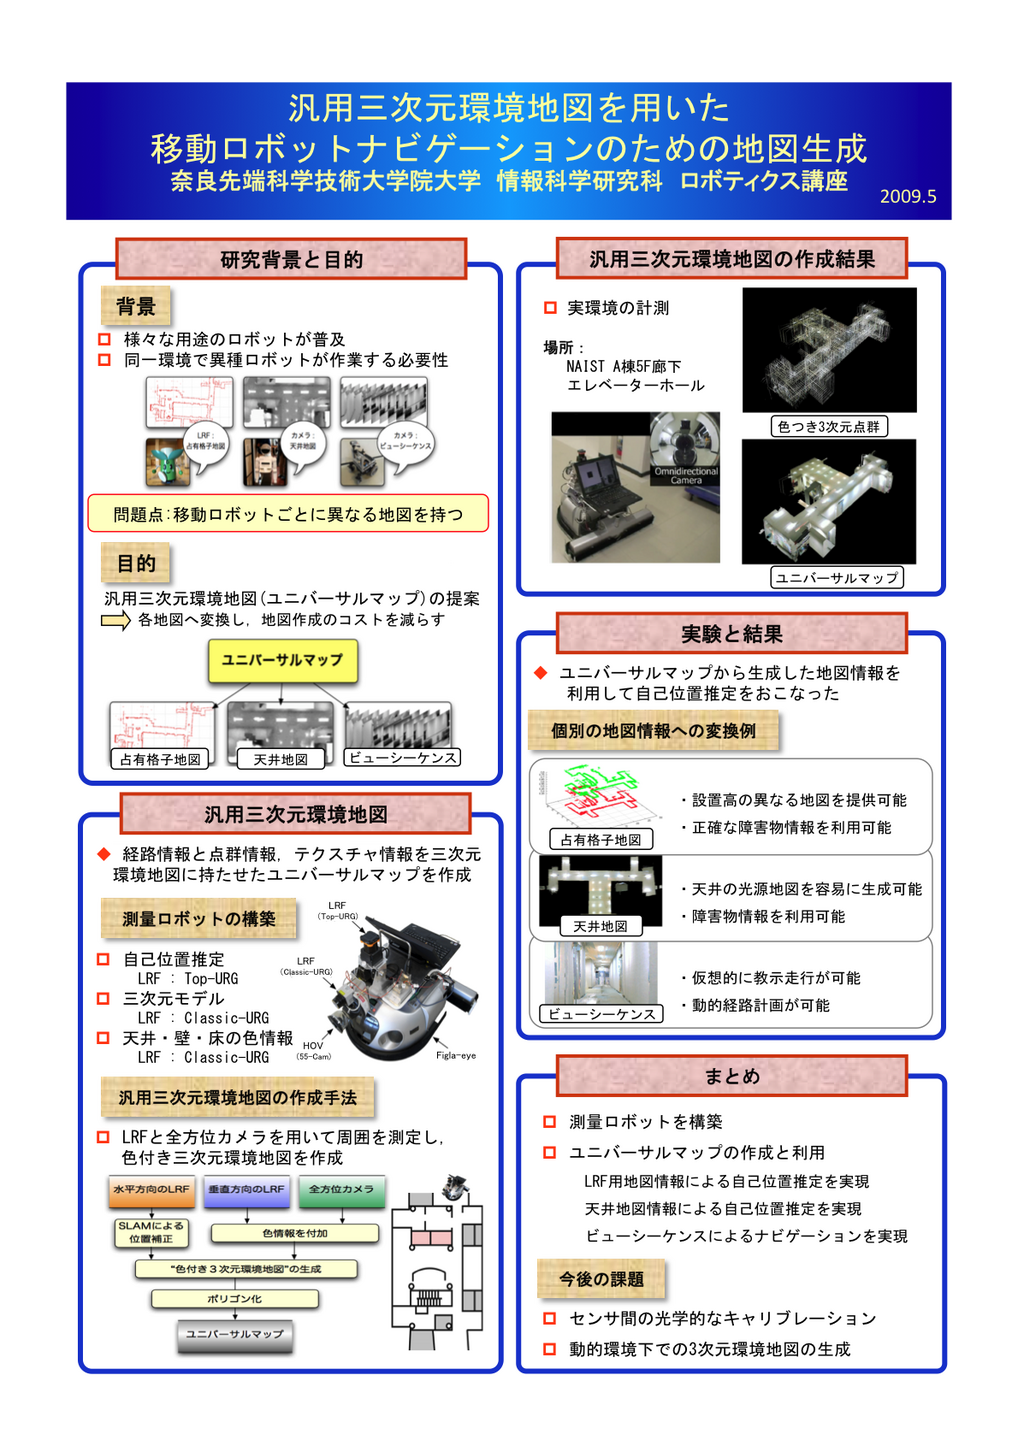 汎用三次元環境地図を用いた
移動ロボットナビゲーションのための地図生成
奈良先端科学技術大学院大学　情報科学研究科　ロボティクス講座
2009.5
研究背景と目的
背景
様々な用途のロボットが普及
同一環境で異種ロボットが作業する必要性
LRF：
占有格子地図
カメラ：
天井地図
カメラ：
ビューシーケンス
問題点：移動ロボットごとに異なる地図を持つ
目的
汎用三次元環境地図(ユニバーサルマップ)の提案
各地図へ変換し，地図作成のコストを減らす
ユニバーサルマップ
占有格子地図
天井地図
ビューシーケンス
汎用三次元環境地図
経路情報と点群情報，テクスチャ情報を三次元
環境地図に持たせたユニバーサルマップを作成
測量ロボットの構築
自己位置推定
LRF : Top-URG
三次元モデル
LRF : Classic-URG
天井・壁・床の色情報
LRF : Classic-URG
LRF
(Top-URG)
LRF
(Classic-URG)
HOV
(55-Cam)
Figla-eye
汎用三次元環境地図の作成手法
LRFと全方位カメラを用いて周囲を測定し，
色付き三次元環境地図を作成
水平方向のLRF
垂直方向のLRF
全方位カメラ
SLAMによる
位置補正
色情報を付加
"色付き３次元環境地図"の生成
ポリゴン化
ユニバーサルマップ
汎用三次元環境地図の作成結果
実環境の計測
場所：
NAIST A棟5F廊下
エレベーターホール
Omnidirectional
Camera
色つき3次元点群
ユニバーサルマップ
実験と結果
ユニバーサルマップから生成した地図情報を
利用して自己位置推定をおこなった
個別の地図情報への変換例
占有格子地図
・設置高の異なる地図を提供可能
・正確な障害物情報を利用可能
天井地図
・天井の光源地図を容易に生成可能
・障害物情報を利用可能
ビューシーケンス
・仮想的に教示走行が可能
・動的経路計画が可能
まとめ
測量ロボットを構築
ユニバーサルマップの作成と利用
LRF用地図情報による自己位置推定を実現
天井地図情報による自己位置推定を実現
ビューシーケンスによるナビゲーションを実現
今後の課題
センサ間の光学的なキャリブレーション
動的環境下での3次元環境地図の生成